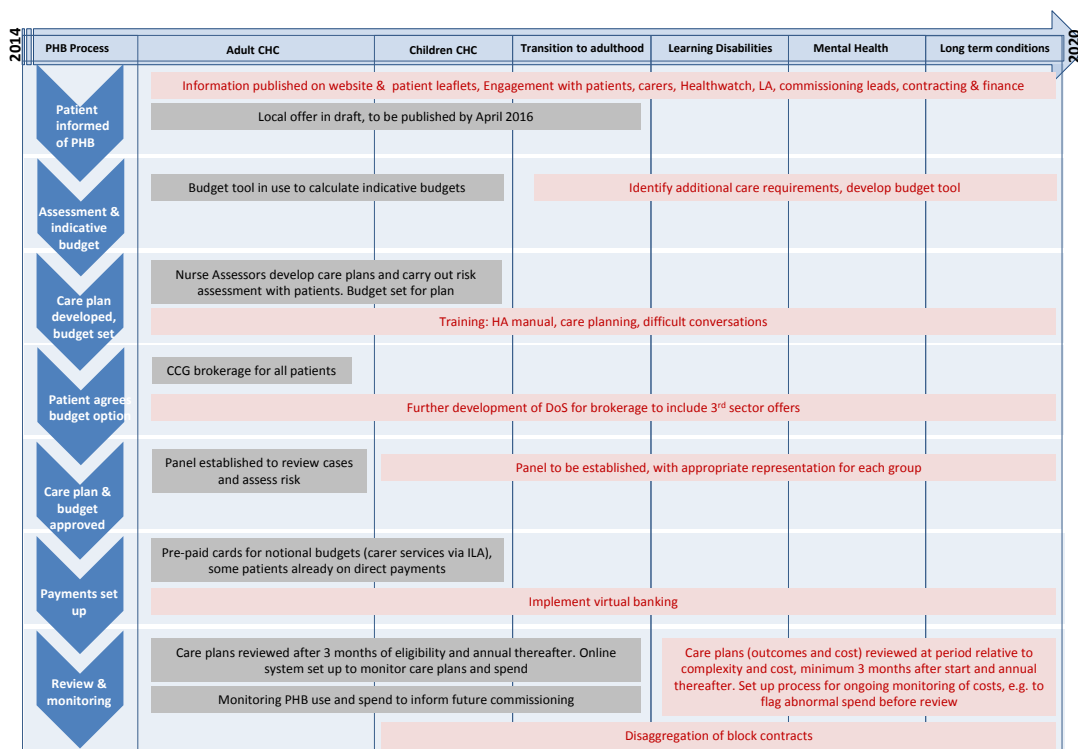 2014
PHB Process
Adult CHC
Children CHC
Transition to adulthood
Learning Disabilities
Mental Health
Long term conditions
2020
Patient
informed
of PHB
Information published on website & patient leaflets, Engagement with patients, carers, Healthwatch, LA, commissioning leads, contracting & finance
Local offer in draft, to be published by April 2016
Assessment &
indicative
budget
Budget tool in use to calculate indicative budgets
Identify additional care requirements, develop budget tool
Care plan
developed,
budget set
Nurse Assessors develop care plans and carry out risk
assessment with patients. Budget set for plan
Training: HA manual, care planning, difficult conversations
Patient agrees
budget option
CCG brokerage for all patients
Further development of DoS for brokerage to include 3rd sector offers
Care plan &
budget
approved
Panel established to review cases
and assess risk
Panel to be established, with appropriate representation for each group
Payments set
up
Pre-paid cards for notional budgets (carer services via ILA),
some patients already on direct payments
Implement virtual banking
Review &
monitoring
Care plans reviewed after 3 months of eligibility and annual thereafter. Online
system set up to monitor care plans and spend
Monitoring PHB use and spend to inform future commissioning
Care plans (outcomes and cost) reviewed at period relative to
complexity and cost, minimum 3 months after start and annual
thereafter. Set up process for ongoing monitoring of costs, e.g. to
flag abnormal spend before review
Disaggregation of block contracts